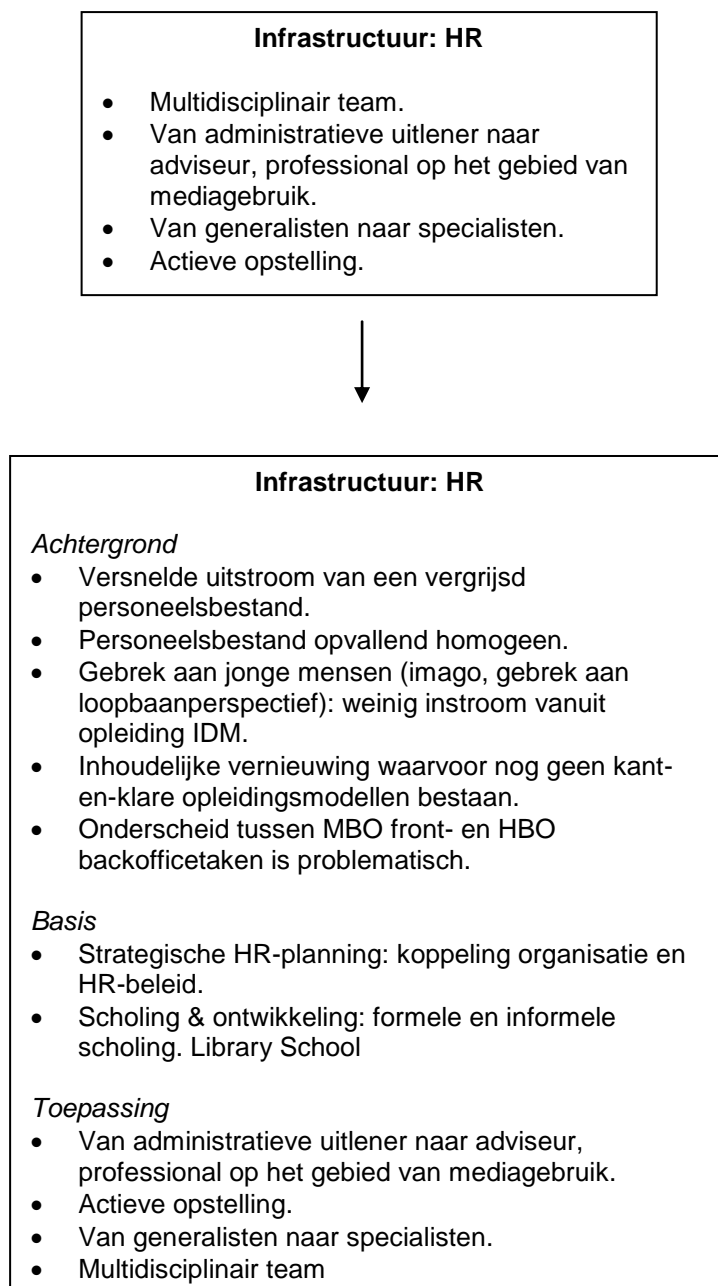 Infrastructuur: HR
• Multidisciplinair team.
• Van administratieve uitlener naar
adviseur, professional op het gebied van
mediagebruik.
• Van generalisten naar specialisten.
• Actieve opstelling.
Infrastructuur: HR
Achtergrond
• Versnelde uitstroom van een vergrijsd
personeelsbestand.
• Personeelsbestand opvallend homogeen.
• Gebrek aan jonge mensen (imago, gebrek aan
loopbaanperspectief): weinig instroom vanuit
opleiding IDM.
• Inhoudelijke vernieuwing waarvoor nog geen kant-
en-klare opleidingsmodellen bestaan.
• Onderscheid tussen MBO front- en HBO
backofficetaken is problematisch.
Basis
• Strategische HR-planning: koppeling organisatie en
HR-beleid.
• Scholing & ontwikkeling: formele en informele
scholing. Library School
Toepassing
• Van administratieve uitlener naar adviseur,
professional op het gebied van mediagebruik.
• Actieve opstelling.
• Van generalisten naar specialisten.
• Multidisciplinair team